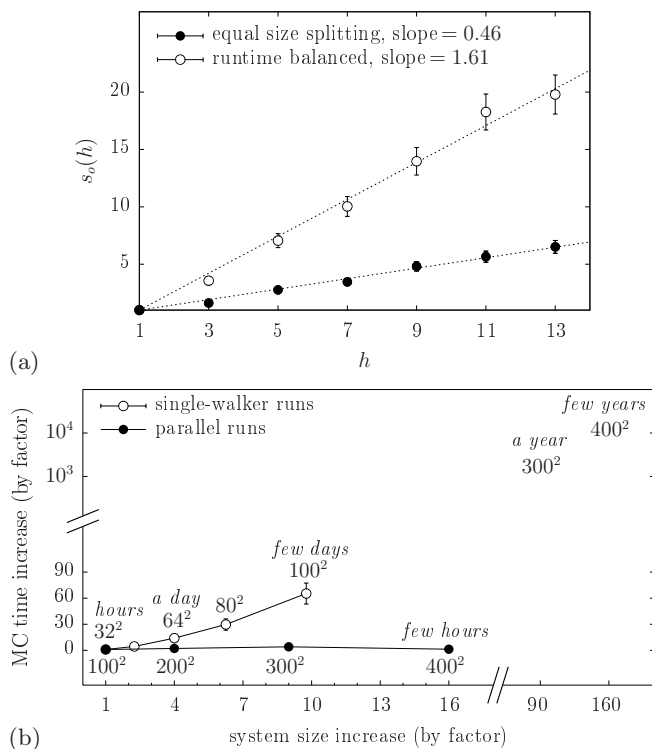 equal size splitting, slope = 0.46
runtime balanced, slope = 1.61
20
15
10
5
s_o(h)
1 3 5 7 9 11 13
h
(a)
single-walker runs
parallel runs
few years
400²
a year
300²
10⁴
10³
MC time increase (by factor)
90
60
30
0
few days
100²
hours
32²
a day
64²
80²
few hours
100² 200² 300² 400²
1 4 7 10 13 16 90 160
system size increase (by factor)
(b)